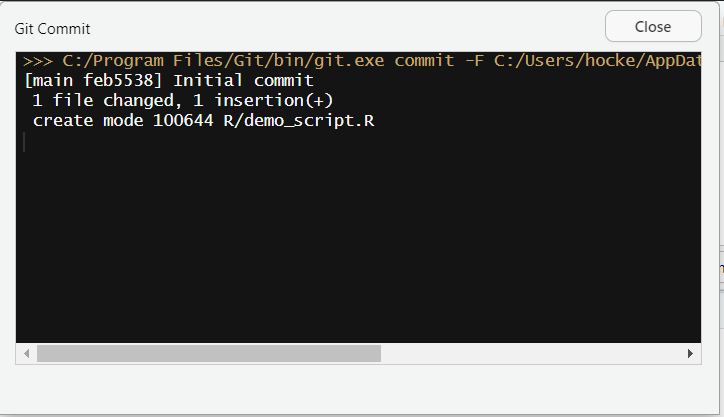 Git Commit
Close
>>> C:/Program Files/Git/bin/git.exe commit -F C:/Users/hocke/AppDat
[main feb5538] Initial commit
1 file changed, 1 insertion(+)
create mode 100644 R/demo_script.R